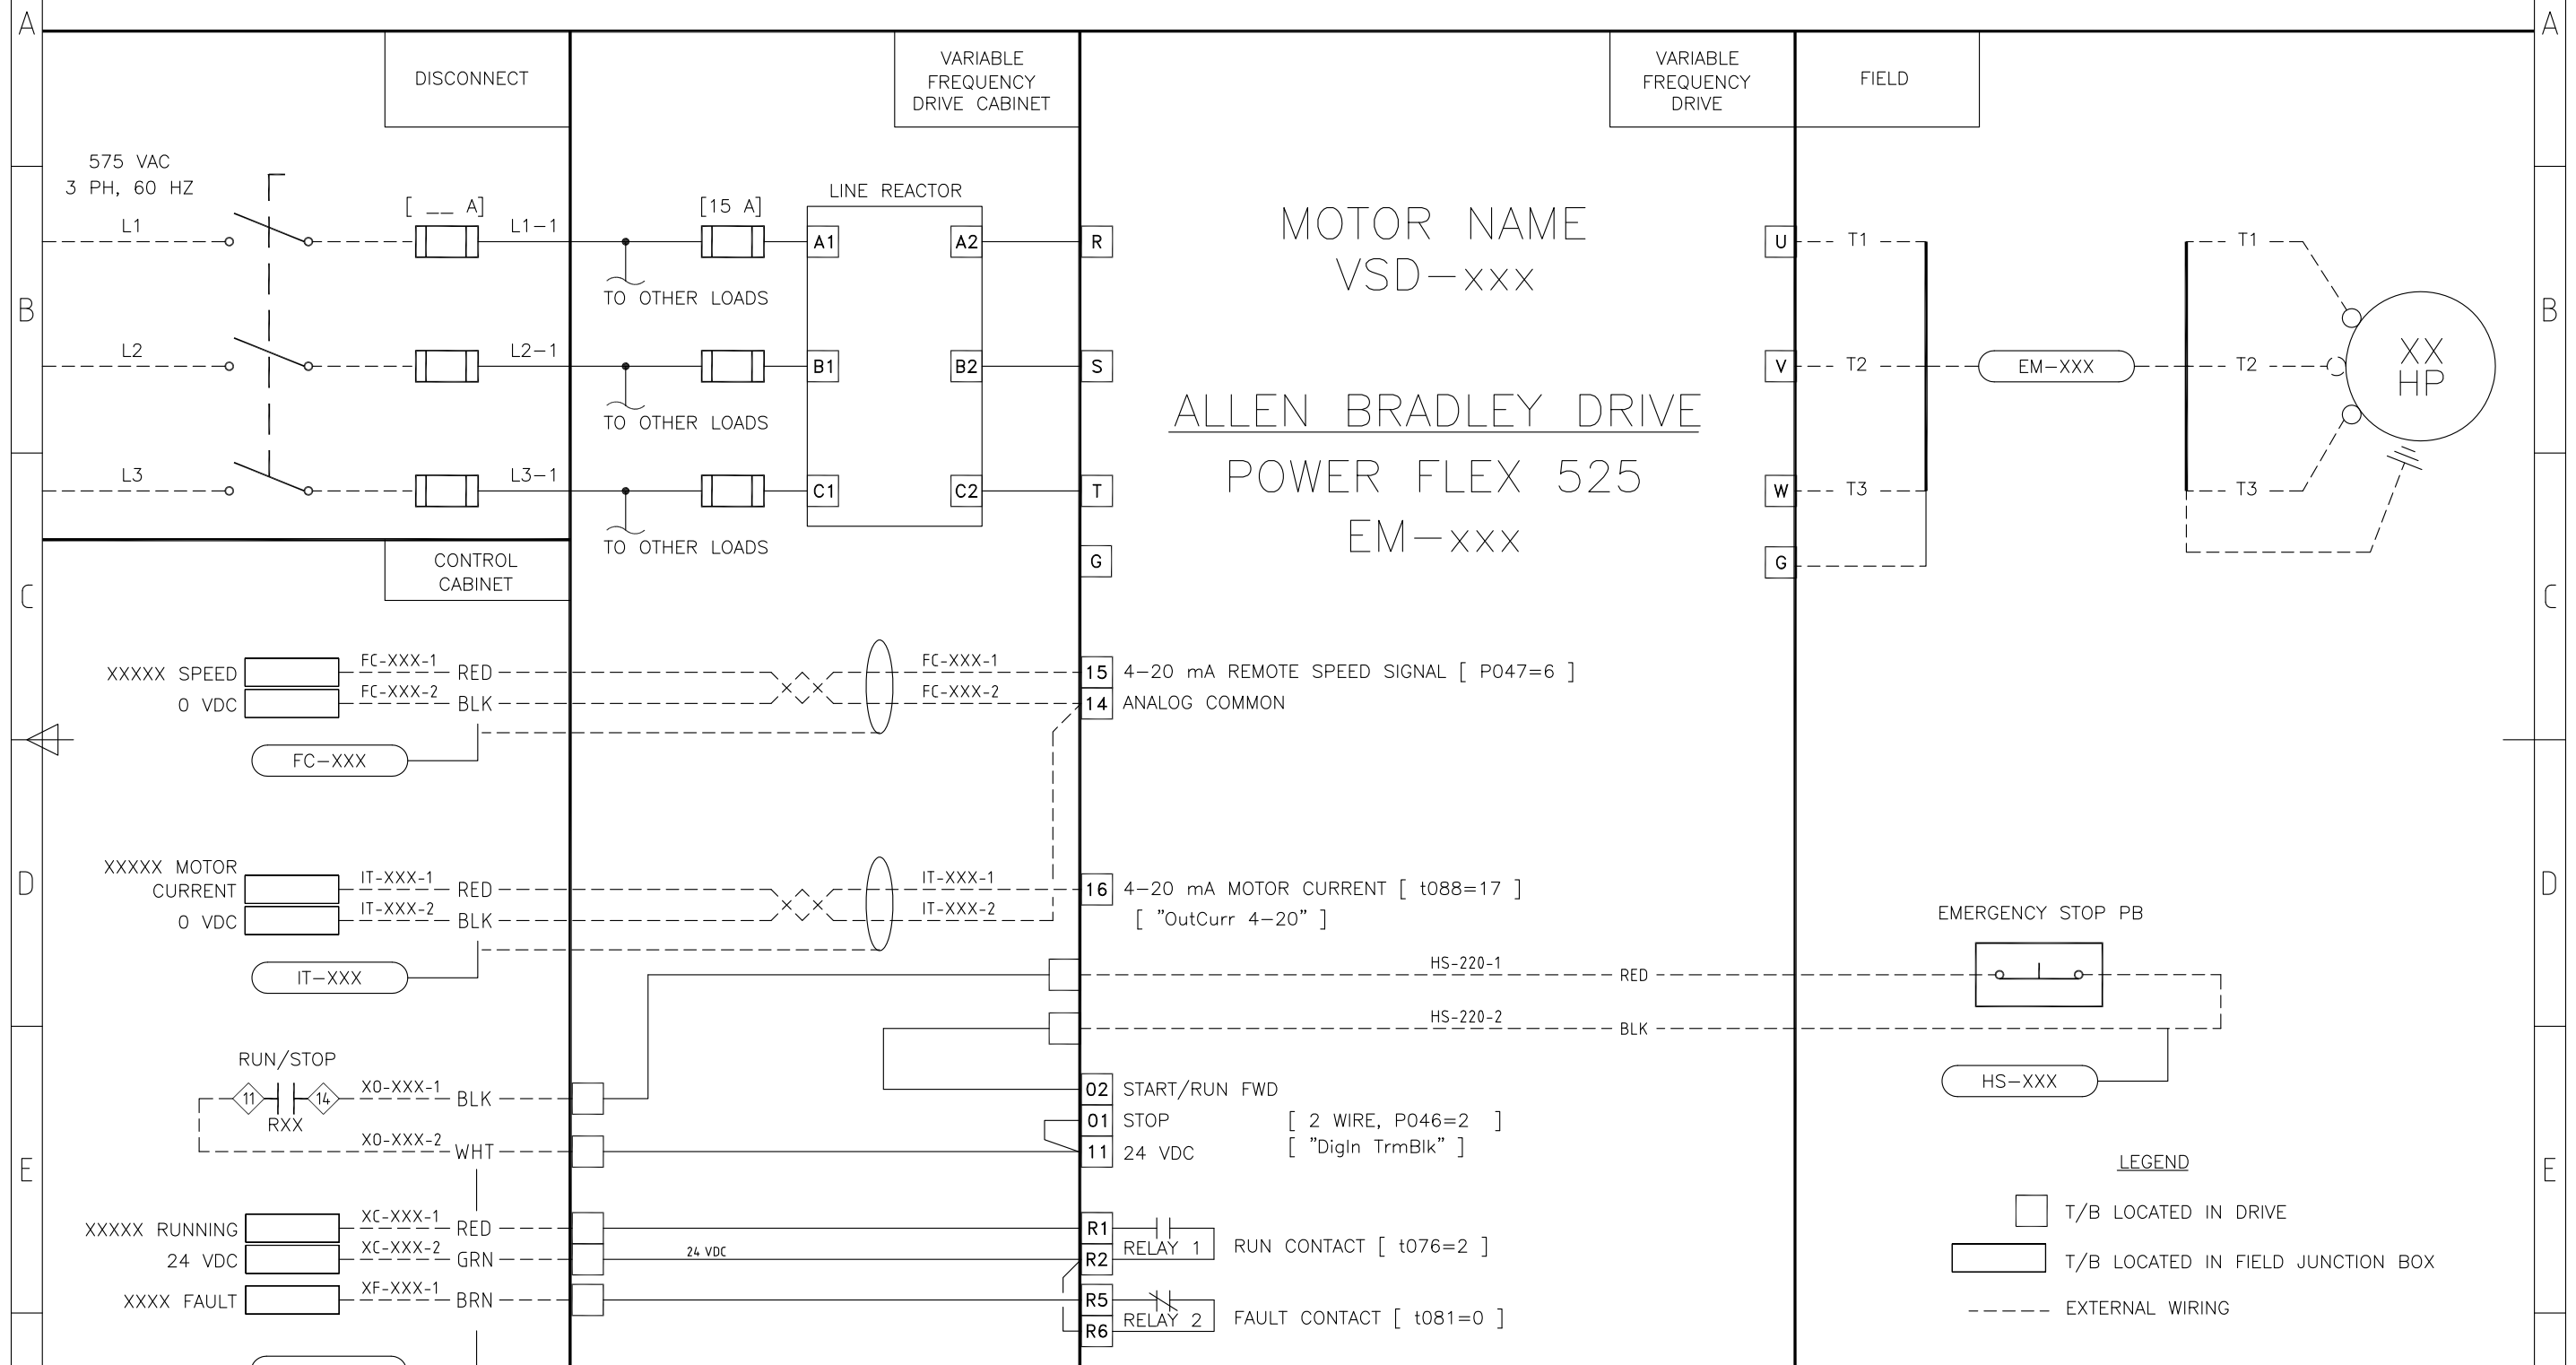 A
A
DISCONNECT
VARIABLE
FREQUENCY
DRIVE CABINET
VARIABLE
FREQUENCY
DRIVE
FIELD
575 VAC
3 PH, 60 HZ
L1
[ __ A]
L1-1
[15 A]
LINE REACTOR
A1
A2
R
TO OTHER LOADS
MOTOR NAME
VSD-xxx
U
T1
T1
B
B
L2
L2-1
B1
B2
S
TO OTHER LOADS
V
T2
EM-XXX
T2
XX
HP
ALLEN BRADLEY DRIVE
POWER FLEX 525
EM-xxx
L3
L3-1
C1
C2
T
TO OTHER LOADS
W
T3
T3
G
G
CONTROL
CABINET
C
C
XXXXX SPEED
FC-XXX-1
RED
FC-XXX-1
15
4-20 mA REMOTE SPEED SIGNAL [ P047=6 ]
0 VDC
FC-XXX-2
BLK
FC-XXX-2
14
ANALOG COMMON
FC-XXX
D
D
XXXXX MOTOR
CURRENT
IT-XXX-1
RED
IT-XXX-1
16
4-20 mA MOTOR CURRENT [ t088=17 ]
0 VDC
IT-XXX-2
BLK
IT-XXX-2
[ "OutCurr 4-20" ]
IT-XXX
EMERGENCY STOP PB
HS-220-1
RED
HS-220-2
BLK
HS-XXX
RUN/STOP
11
14
RXX
XO-XXX-1
BLK
XO-XXX-2
WHT
02
START/RUN FWD
01
STOP
[ 2 WIRE, P046=2 ]
11
24 VDC
[ "DigIn TrmBlk" ]
E
E
XXXXX RUNNING
XC-XXX-1
RED
R1
24 VDC
XC-XXX-2
GRN
24 VDC
R2
RELAY 1
RUN CONTACT [ t076=2 ]
XXXX FAULT
XF-XXX-1
BRN
R5
R6
RELAY 2
FAULT CONTACT [ t081=0 ]
LEGEND
T/B LOCATED IN DRIVE
T/B LOCATED IN FIELD JUNCTION BOX
EXTERNAL WIRING